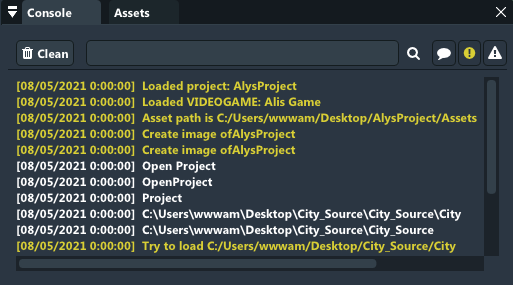 Console Assets
Clean
[08/05/2021 0:00:00] Loaded project: AlysProject
[08/05/2021 0:00:00] Loaded VIDEOGAME: Alis Game
[08/05/2021 0:00:00] Asset path is C:/Users/wwwam/Desktop/AlysProject/Assets
[08/05/2021 0:00:00] Create image ofAlysProject
[08/05/2021 0:00:00] Create image ofAlysProject
[08/05/2021 0:00:00] Open Project
[08/05/2021 0:00:00] OpenProject
[08/05/2021 0:00:00] Project
[08/05/2021 0:00:00] C:\Users\wwwam\Desktop\City_Source\City_Source\City
[08/05/2021 0:00:00] C:\Users\wwwam\Desktop\City_Source\City_Source
[08/05/2021 0:00:00] Try to load C:/Users/wwwam/Desktop/City_Source/City